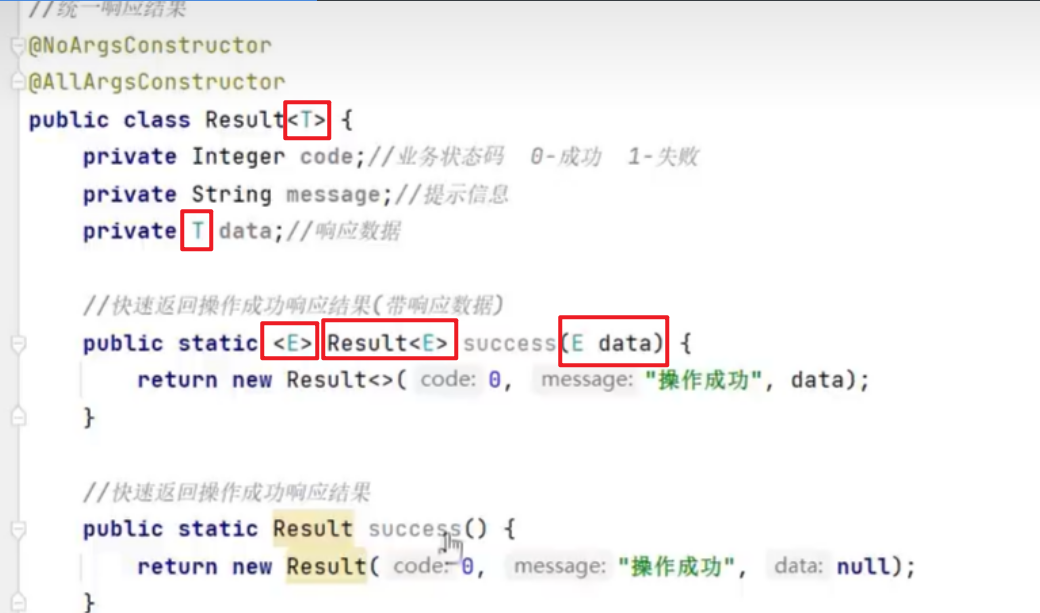 //统一响应结果
@NoArgsConstructor
@AllArgsConstructor
public class Result<T> {
private Integer code;//业务状态码 0-成功 1-失败
private String message;//提示信息
private T data;//响应数据
//快速返回操作成功响应结果(带响应数据)
public static <E> Result<E> success(E data) {
return new Result<>( code: 0, message: "操作成功", data);
}
//快速返回操作成功响应结果
public static Result success() {
return new Result( code: 0, message: "操作成功", data: null);
}